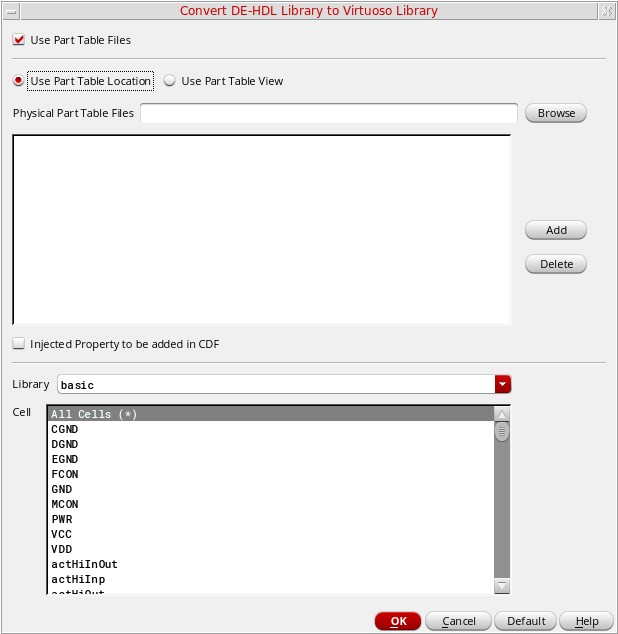 Convert DE-HDL Library to Virtuoso Library
Use Part Table Files
Use Part Table Location Use Part Table View
Physical Part Table Files Browse
Add
Delete
Injected Property to be added in CDF
Library basic
Cell All Cells (*)
CGND
DGND
EGND
FCON
GND
MCON
PWR
VCC
VDD
actHiInOut
actHiInp
actHiOut
OK Cancel Default Help